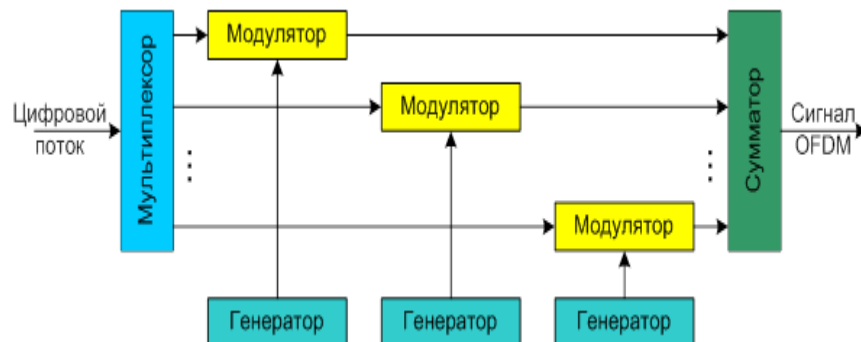 Цифровой
поток
Мультиплексор
Модулятор
Модулятор
Модулятор
Генератор
Генератор
Генератор
Сумматор
Сигнал
OFDM